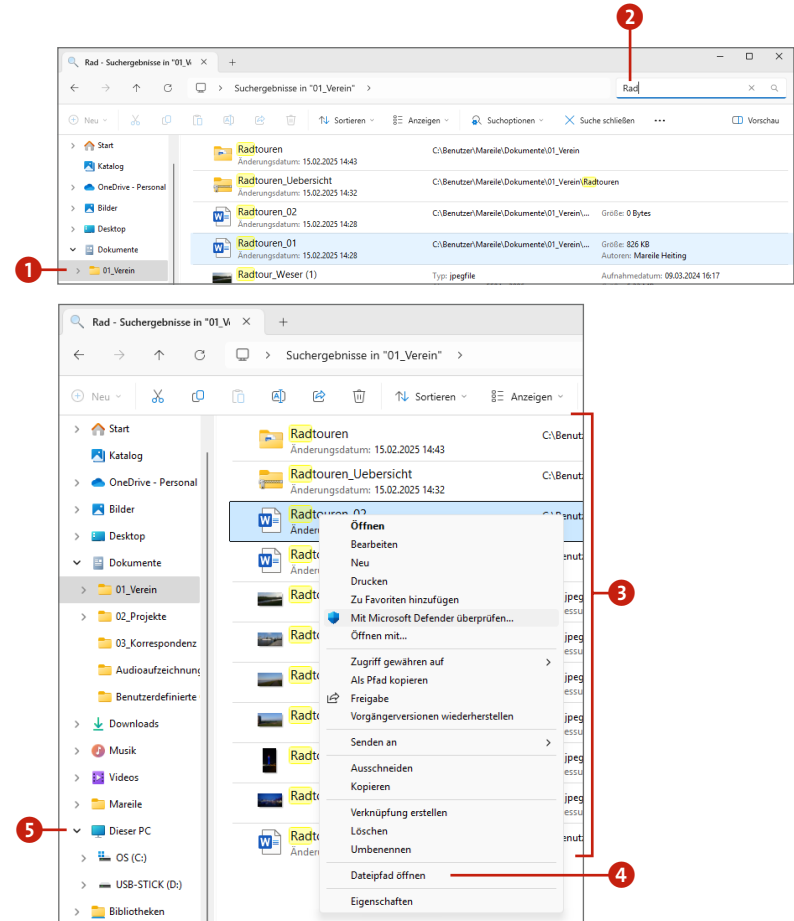 2
Rad - Suchergebnisse in "01_Ve
Suchergebnisse in "01_Verein"
Rad
Neu
Sortieren
Anzeigen
Suchoptionen
Suche schließen
Vorschau
Start
Katalog
OneDrive - Personal
Bilder
Desktop
Dokumente
1
01_Verein
Radtouren
Änderungsdatum: 15.02.2025 14:43
C:\Benutzer\Mareile\Dokumente\01_Verein
Radtouren_Uebersicht
Änderungsdatum: 15.02.2025 14:32
C:\Benutzer\Mareile\Dokumente\01_Verein\Radtouren
Radtouren_02
Änderungsdatum: 15.02.2025 14:28
C:\Benutzer\Mareile\Dokumente\01_Verein\...
Größe: 0 Bytes
Radtouren_01
Änderungsdatum: 15.02.2025 14:28
C:\Benutzer\Mareile\Dokumente\01_Verein\...
Größe: 826 KB
Autoren: Mareile Heiting
Radtour_Weser (1)
Typ: jpegfile
Aufnahmedatum: 09.03.2024 16:17
Rad - Suchergebnisse in "01_Ve
Suchergebnisse in "01_Verein"
Neu
Sortieren
Anzeigen
Start
Katalog
OneDrive - Personal
Bilder
Desktop
Dokumente
01_Verein
02_Projekte
03_Korrespondenz
Audioaufzeichnung
Benutzerdefinierte
Downloads
Musik
Videos
Mareile
5
Dieser PC
OS (C:)
USB-STICK (D:)
Bibliotheken
Radtouren
Änderungsdatum: 15.02.2025 14:43
C:\Benutz
Radtouren_Uebersicht
Änderungsdatum: 15.02.2025 14:32
C:\Benutz
Radtouren_02
Öffnen
Bearbeiten
Neu
Drucken
Zu Favoriten hinzufügen
Mit Microsoft Defender überprüfen...
Öffnen mit...
Zugriff gewähren auf
Als Pfad kopieren
Freigabe
Vorgängerversionen wiederherstellen
Senden an
Ausschneiden
Kopieren
Verknüpfung erstellen
Löschen
Umbenennen
Dateipfad öffnen
Eigenschaften
3
4